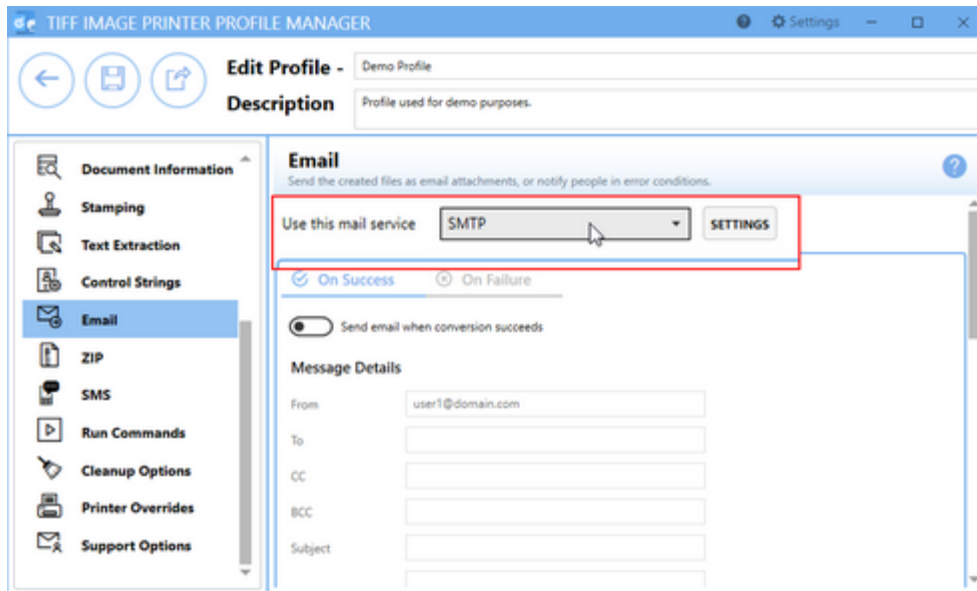 TIFF IMAGE PRINTER PROFILE MANAGER
Settings
Edit Profile - Demo Profile
Description Profile used for demo purposes.
Document Information
Stamping
Text Extraction
Control Strings
Email
ZIP
SMS
Run Commands
Cleanup Options
Printer Overrides
Support Options
Email
Send the created files as email attachments, or notify people in error conditions.
Use this mail service SMTP SETTINGS
On Success On Failure
Send email when conversion succeeds
Message Details
From user1@domain.com
To
CC
BCC
Subject